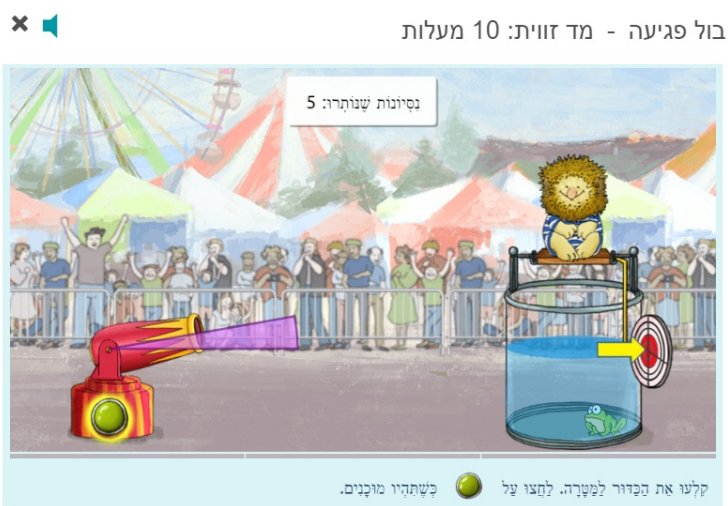 בול פגיעה - מד זווית: 10 מעלות
נִסְיוֹנוֹת שֶׁנּוֹתְרוּ: 5
קִלְעוּ אֶת הַכַּדּוּר לַמַּטָּרָה. לַחֲצוּ עַל כְּשֶׁתִּהְיוּ מוּכָנִים.